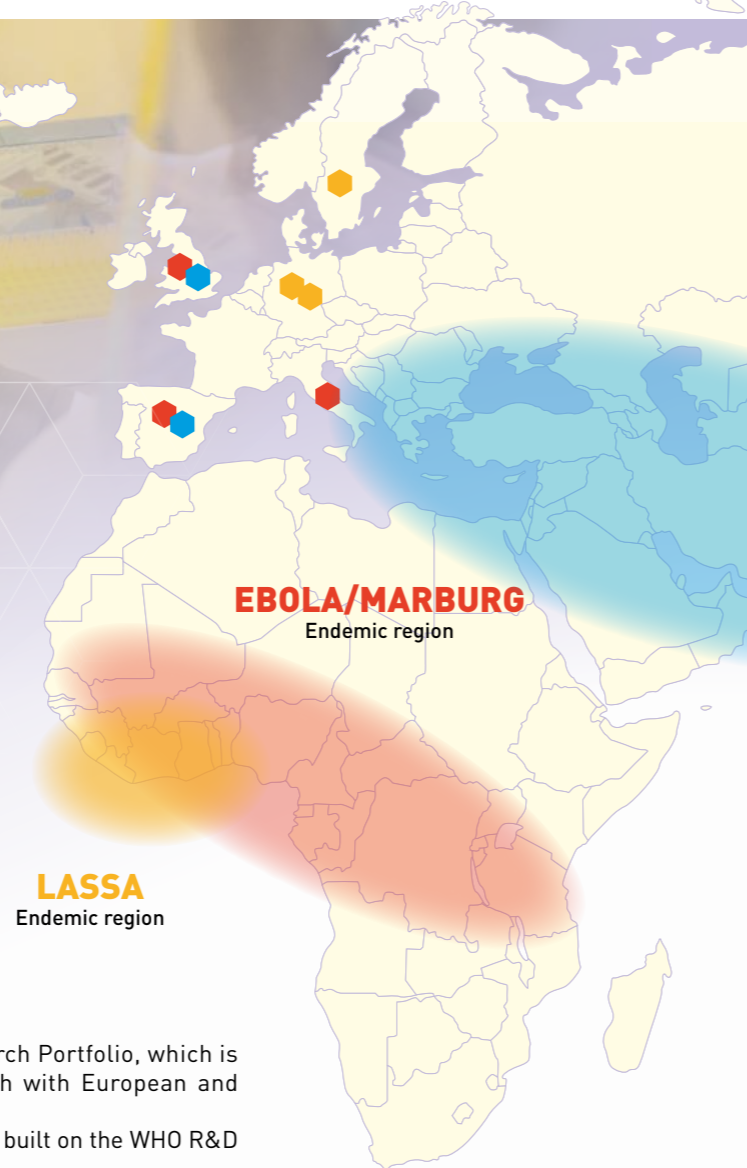 EBOLA/MARBURG
Endemic region
LASSA
Endemic region
rch Portfolio, which is
h with European and
built on the WHO R&D